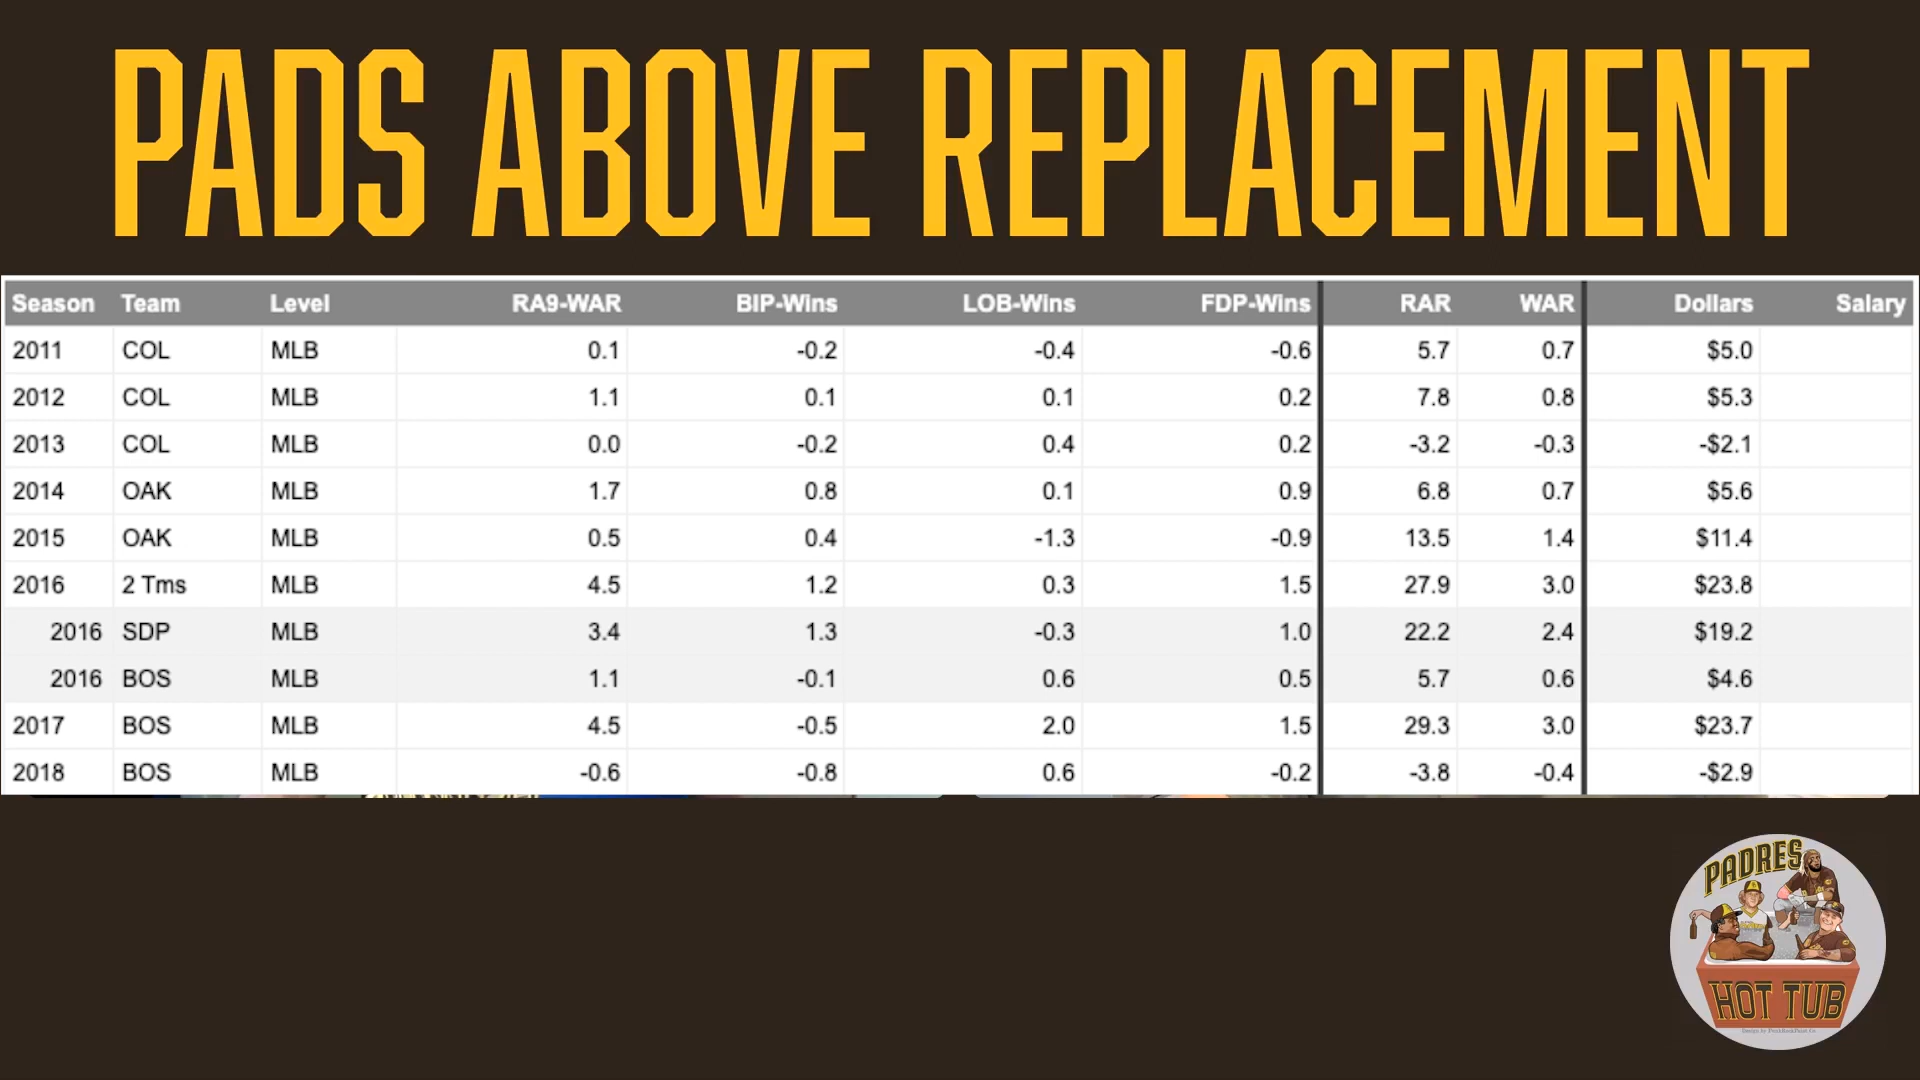 PADS ABOVE REPLACEMENT
Season Team Level RA9-WAR BIP-Wins LOB-Wins FDP-Wins RAR WAR Dollars Salary
2011 COL MLB 0.1 -0.2 -0.4 -0.6 5.7 0.7 $5.0
2012 COL MLB 1.1 0.1 0.1 0.2 7.8 0.8 $5.3
2013 COL MLB 0.0 -0.2 0.4 0.2 -3.2 -0.3 -$2.1
2014 OAK MLB 1.7 0.8 0.1 0.9 6.8 0.7 $5.6
2015 OAK MLB 0.5 0.4 -1.3 -0.9 13.5 1.4 $11.4
2016 2 Tms MLB 4.5 1.2 0.3 1.5 27.9 3.0 $23.8
2016 SDP MLB 3.4 1.3 -0.3 1.0 22.2 2.4 $19.2
2016 BOS MLB 1.1 -0.1 0.6 0.5 5.7 0.6 $4.6
2017 BOS MLB 4.5 -0.5 2.0 1.5 29.3 3.0 $23.7
2018 BOS MLB -0.6 -0.8 0.6 -0.2 -3.8 -0.4 -$2.9
PADRES
HOT TUB